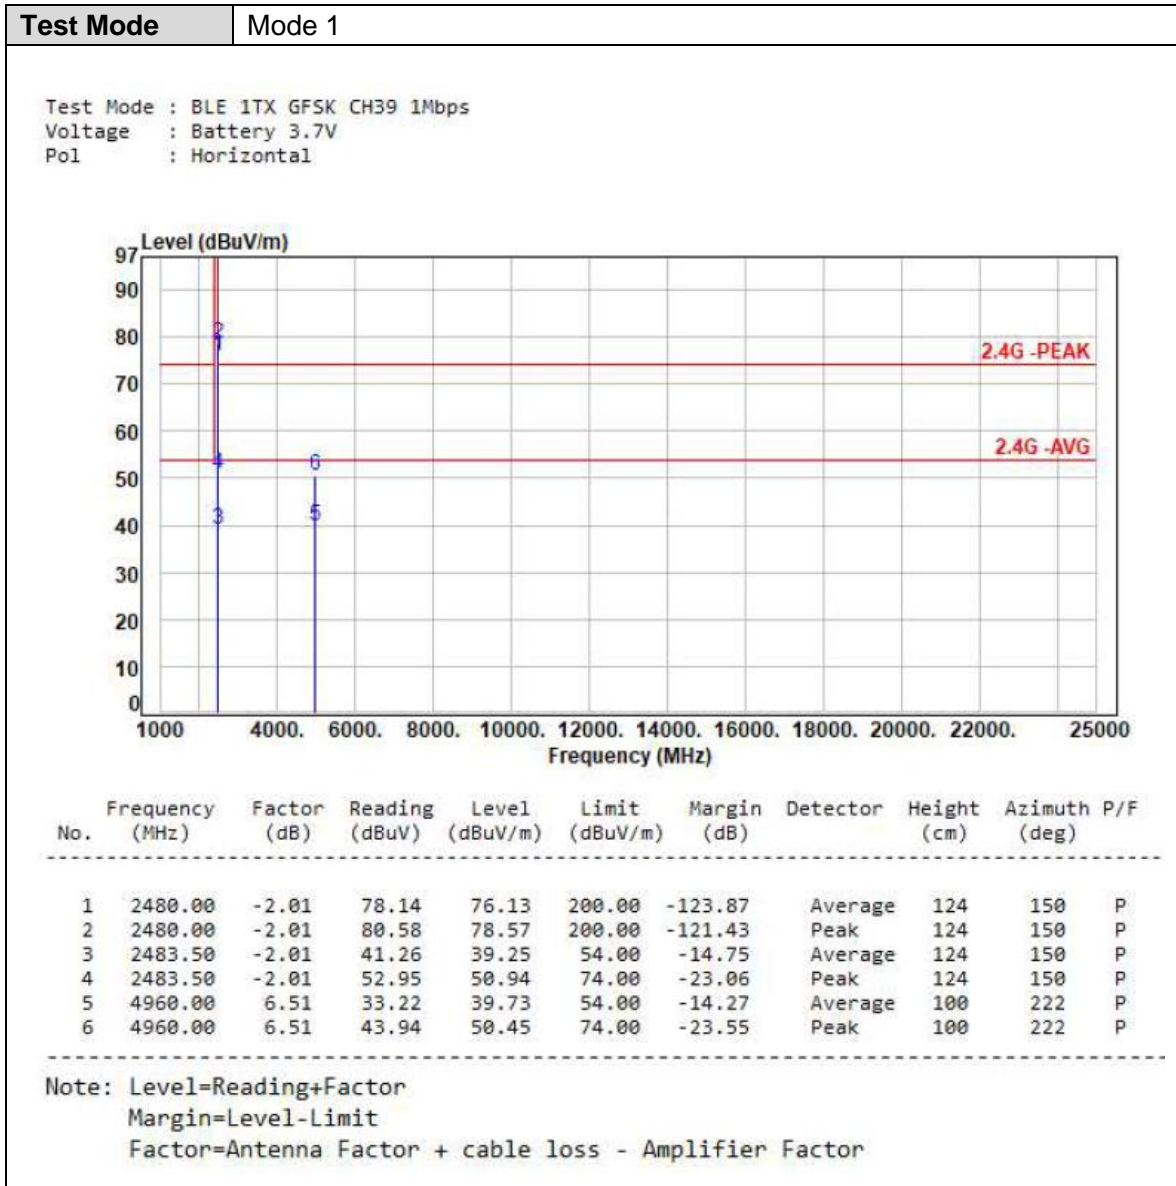 Test Mode Mode 1
Test Mode : BLE 1TX GFSK CH39 1Mbps
Voltage : Battery 3.7V
Pol : Horizontal
97 Level (dBuV/m)
90
80
70
60
50
40
30
20
10
0
2
1
4
3
6
5
2.4G -PEAK
2.4G -AVG
1000 4000. 6000. 8000. 10000. 12000. 14000. 16000. 18000. 20000. 22000. 25000
Frequency (MHz)
Frequency Factor Reading Level Limit Margin Detector Height Azimuth P/F
No. (MHz) (dB) (dBuV) (dBuV/m) (dBuV/m) (dB) (cm) (deg)
1 2480.00 -2.01 78.14 76.13 200.00 -123.87 Average 124 150 P
2 2480.00 -2.01 80.58 78.57 200.00 -121.43 Peak 124 150 P
3 2483.50 -2.01 41.26 39.25 54.00 -14.75 Average 124 150 P
4 2483.50 -2.01 52.95 50.94 74.00 -23.06 Peak 124 150 P
5 4960.00 6.51 33.22 39.73 54.00 -14.27 Average 100 222 P
6 4960.00 6.51 43.94 50.45 74.00 -23.55 Peak 100 222 P
Note: Level=Reading+Factor
Margin=Level-Limit
Factor=Antenna Factor + cable loss - Amplifier Factor